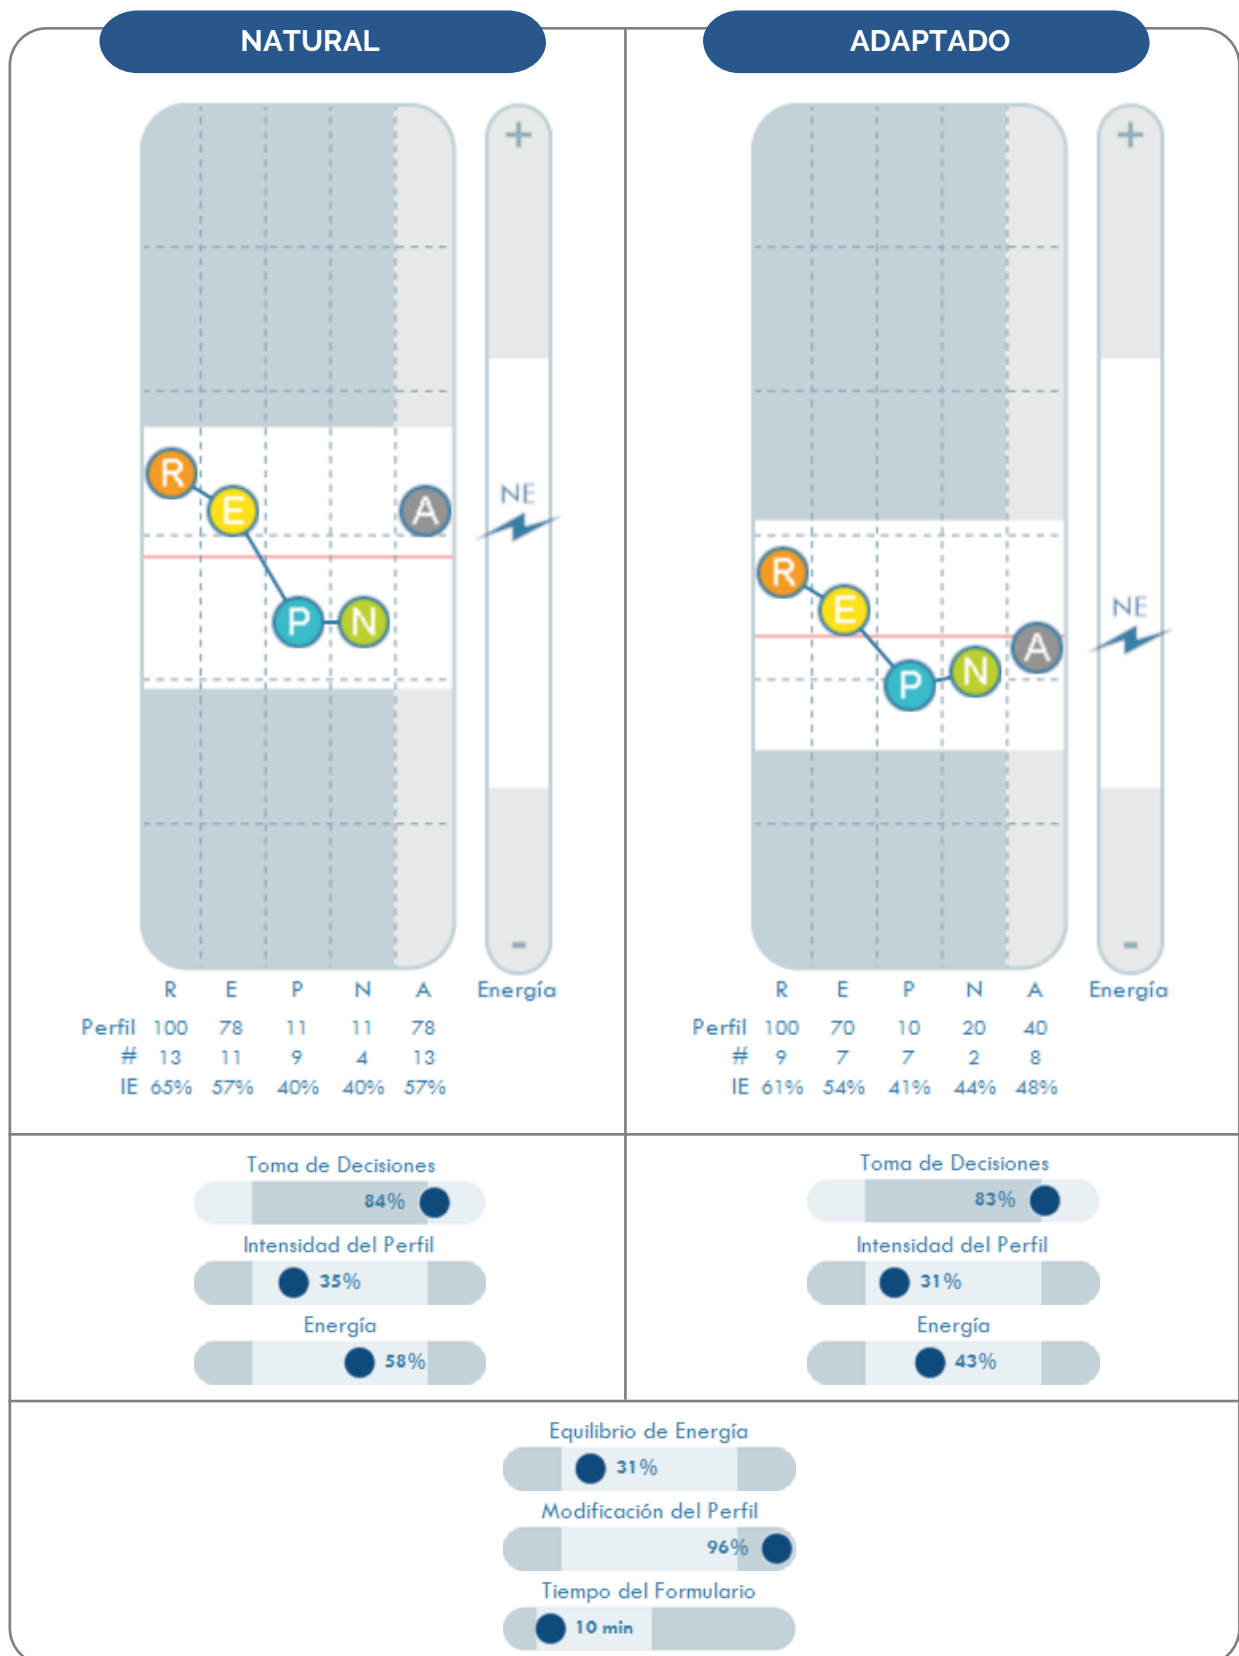 NATURAL
ADAPTADO
+
+
R
E
A
NE
P
N
R
E
A
NE
P
N
-
-
R E P N A Energía
Perfil 100 78 11 11 78
# 13 11 9 4 13
IE 65% 57% 40% 40% 57%
R E P N A Energía
Perfil 100 70 10 20 40
# 9 7 7 2 8
IE 61% 54% 41% 44% 48%
Toma de Decisiones
84%
Intensidad del Perfil
35%
Energía
58%
Toma de Decisiones
83%
Intensidad del Perfil
31%
Energía
43%
Equilibrio de Energía
31%
Modificación del Perfil
96%
Tiempo del Formulario
10 min